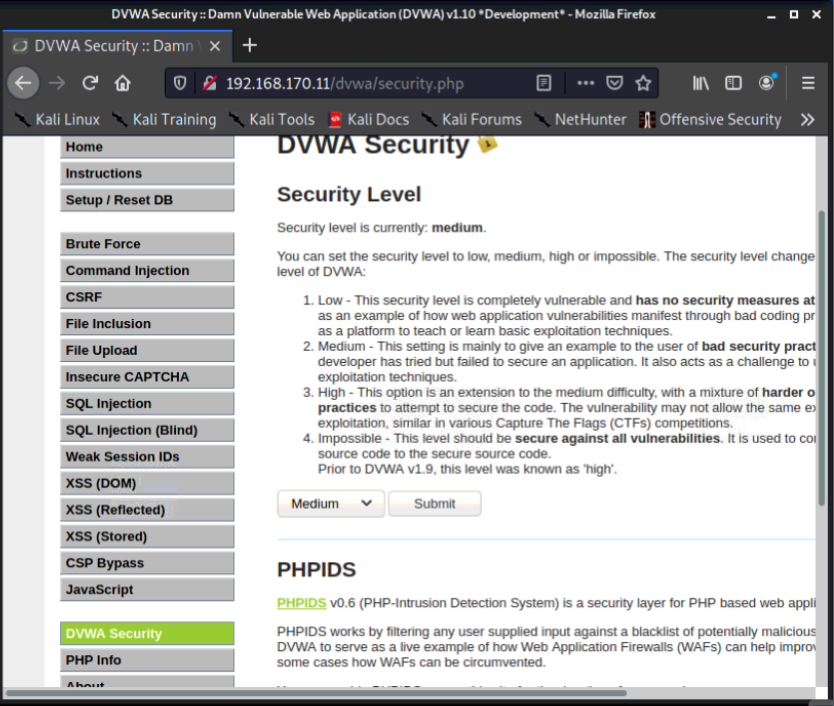 DVWA Security :: Damn Vulnerable Web Application (DVWA) v1.10 *Development* - Mozilla Firefox
DVWA Security :: Damn V
192.168.170.11/dvwa/security.php
Kali Linux Kali Training Kali Tools Kali Docs Kali Forums NetHunter Offensive Security
Home
Instructions
Setup / Reset DB
Brute Force
Command Injection
CSRF
File Inclusion
File Upload
Insecure CAPTCHA
SQL Injection
SQL Injection (Blind)
Weak Session IDs
XSS (DOM)
XSS (Reflected)
XSS (Stored)
CSP Bypass
JavaScript
DVWA Security
PHP Info
About
DVWA Security
Security Level
Security level is currently: medium.
You can set the security level to low, medium, high or impossible. The security level change
level of DVWA:
1. Low - This security level is completely vulnerable and has no security measures at
as an example of how web application vulnerabilities manifest through bad coding pr
as a platform to teach or learn basic exploitation techniques.
2. Medium - This setting is mainly to give an example to the user of bad security pract
developer has tried but failed to secure an application. It also acts as a challenge to
exploitation techniques.
3. High - This option is an extension to the medium difficulty, with a mixture of harder o
practices to attempt to secure the code. The vulnerability may not allow the same ex
exploitation, similar in various Capture The Flags (CTFs) competitions.
4. Impossible - This level should be secure against all vulnerabilities. It is used to co
source code to the secure source code.
Prior to DVWA v1.9, this level was known as 'high'.
Medium Submit
PHPIDS
PHPIDS v0.6 (PHP-Intrusion Detection System) is a security layer for PHP based web appli
PHPIDS works by filtering any user supplied input against a blacklist of potentially malicious
DVWA to serve as a live example of how Web Application Firewalls (WAFs) can help improv
some cases how WAFs can be circumvented.